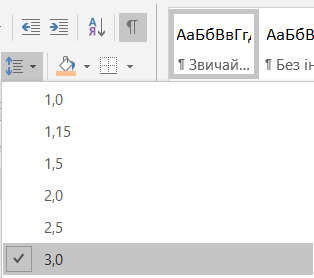 А
Я
¶
АаБбВвГг
АаБбВ
¶ Звичай...
¶ Без ін
1,0
1,15
1,5
2,0
2,5
3,0